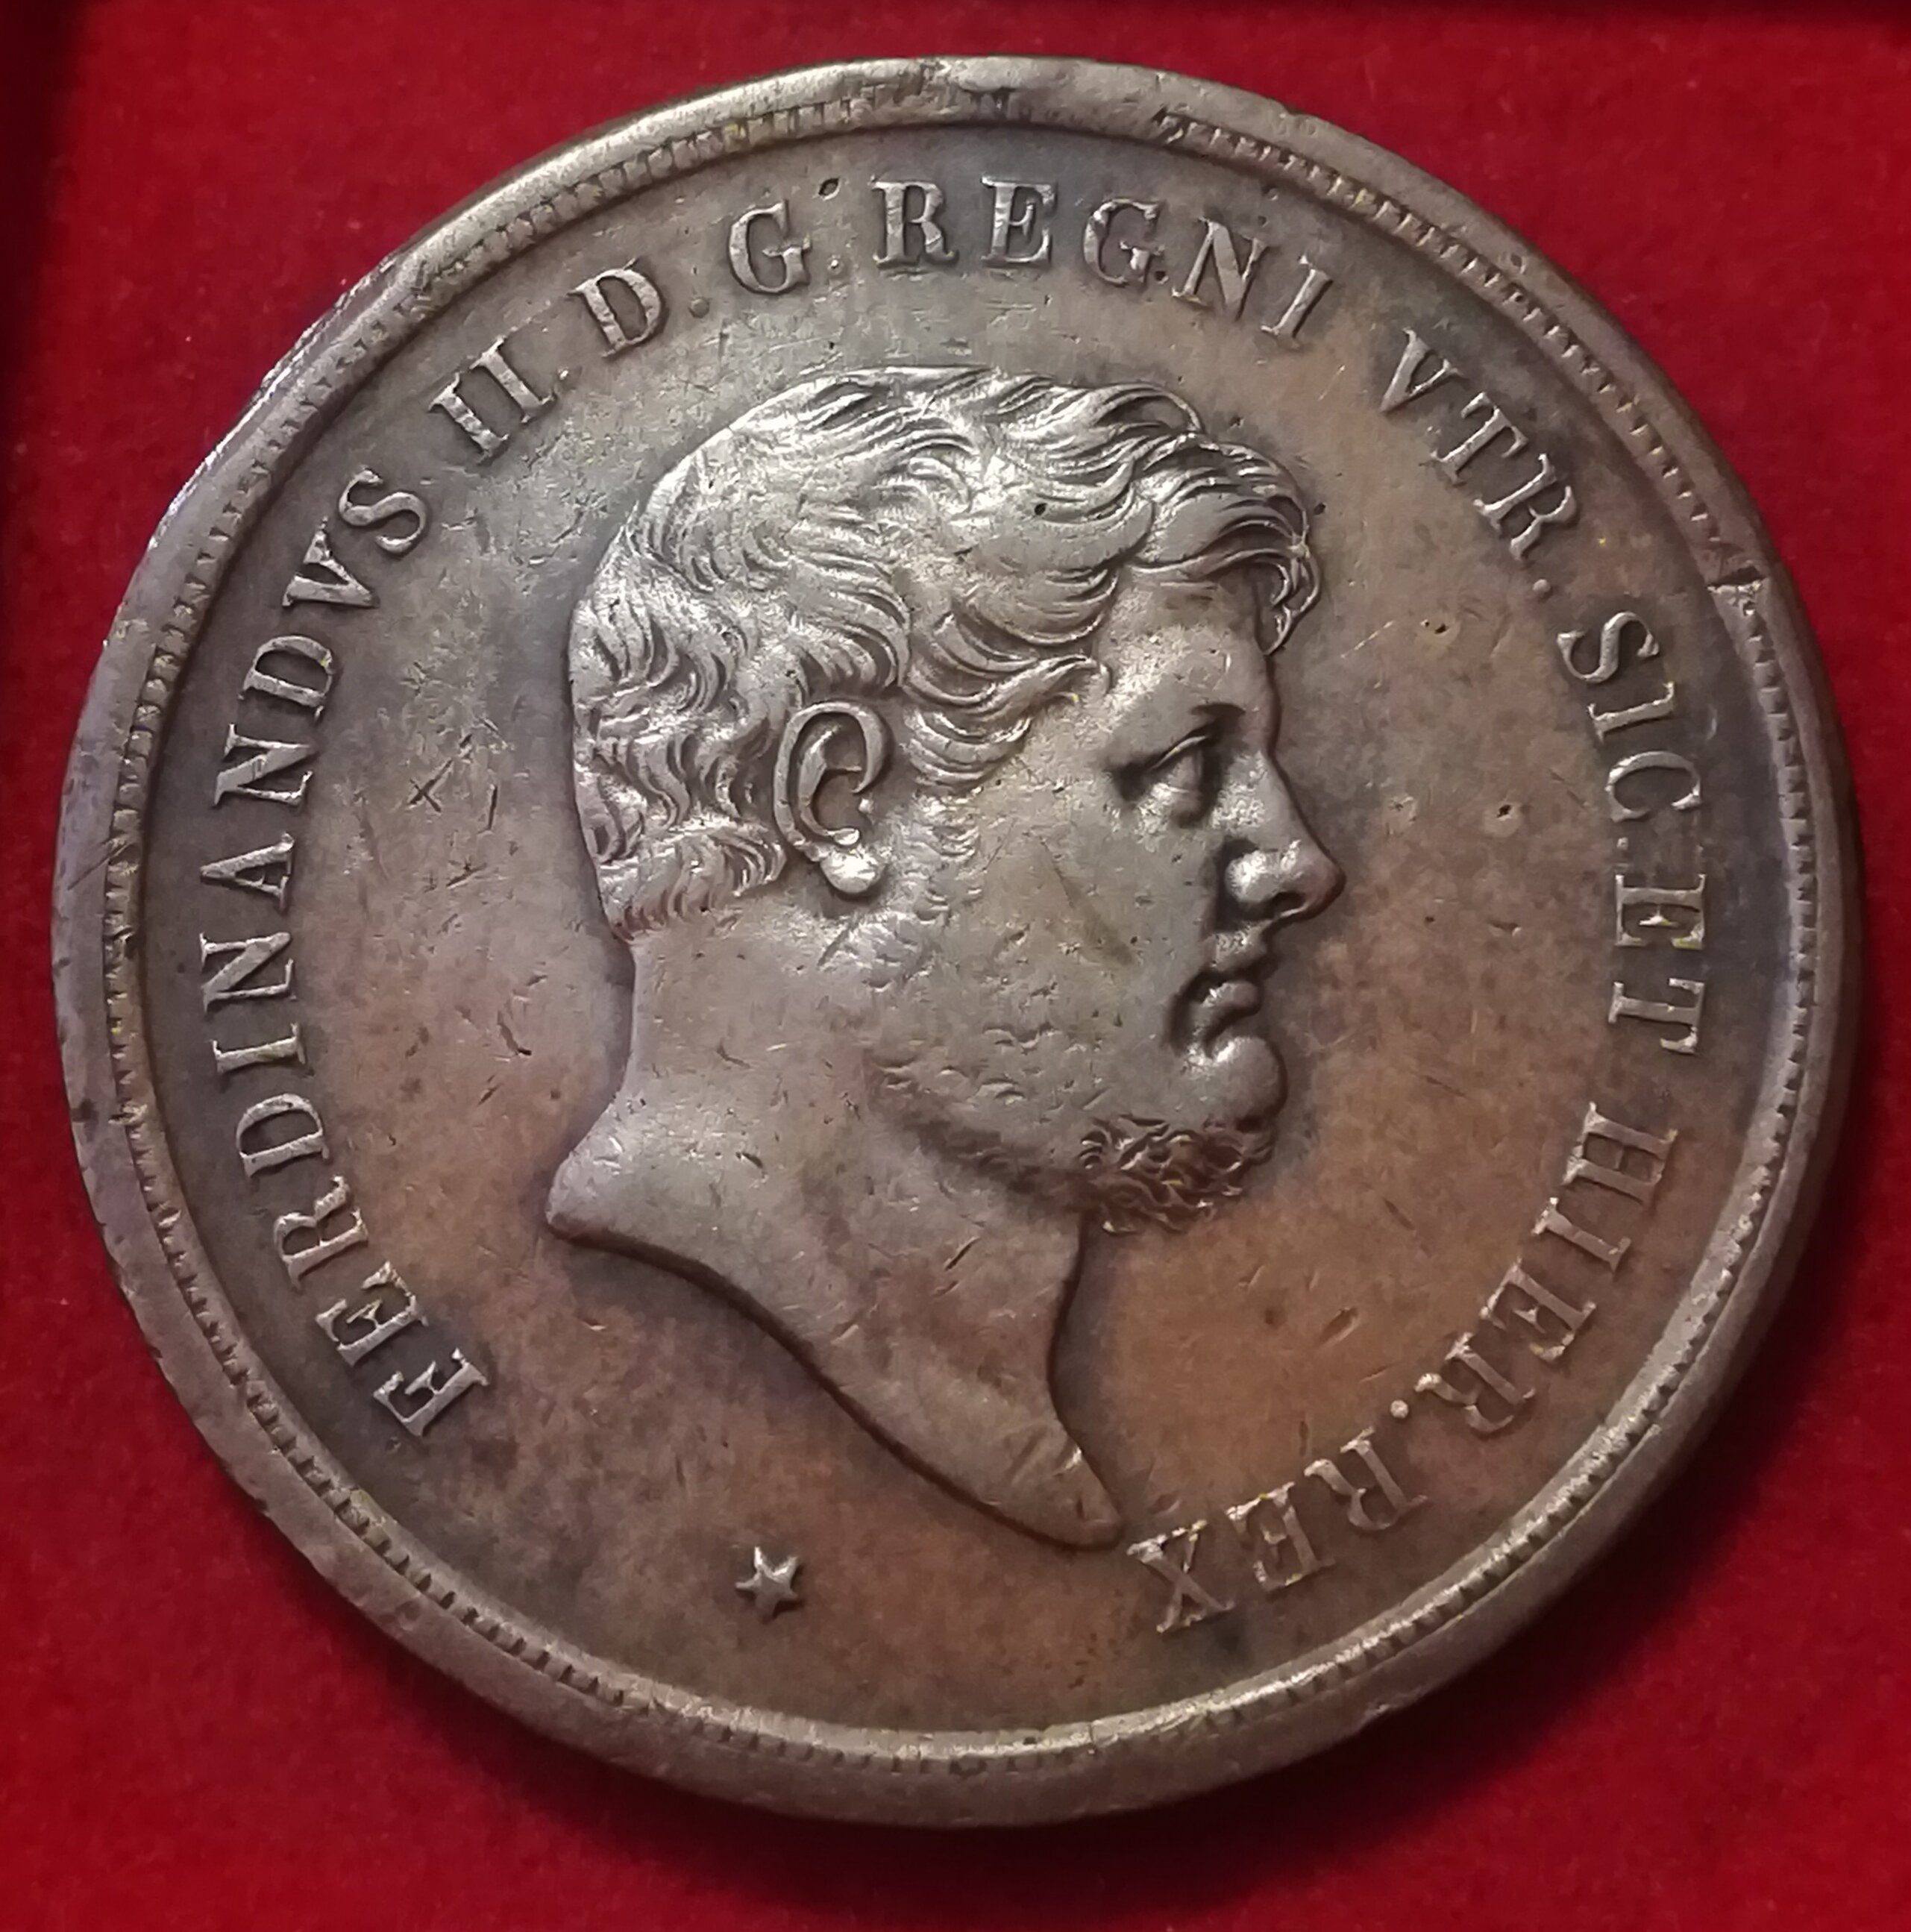 FERDINANDVS II. D. G. REGNI VTR. SIC. ET HIER. REX